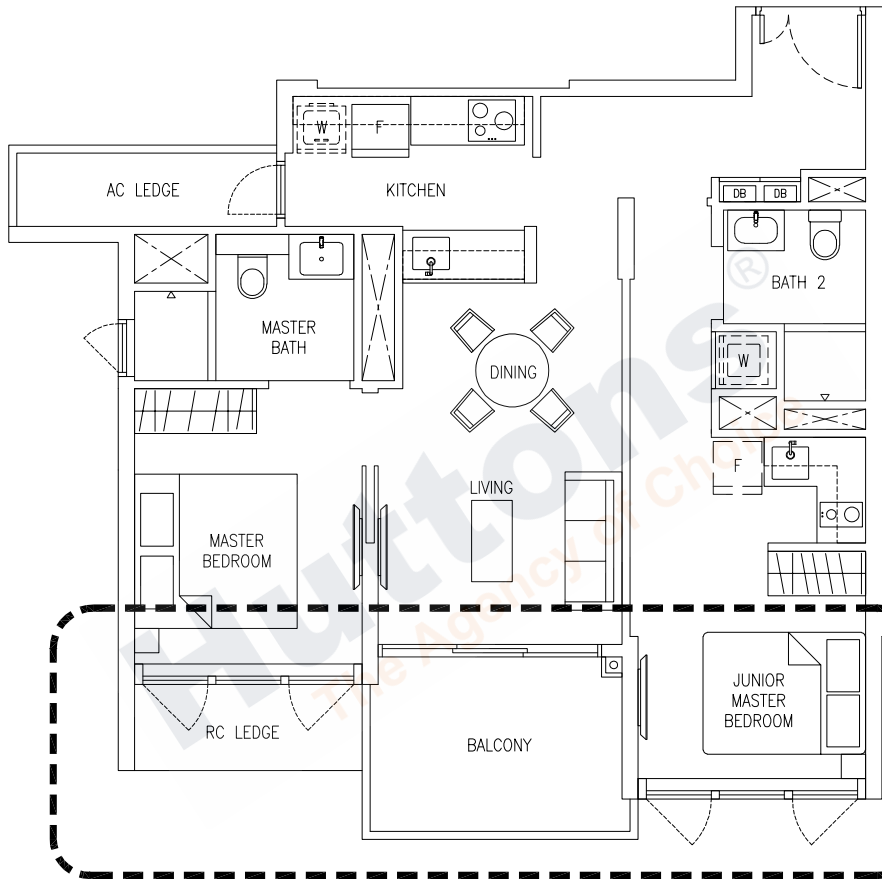 W
F
AC LEDGE
KITCHEN
DB
DB
BATH 2
MASTER
BATH
DINING
W
F
LIVING
MASTER
BEDROOM
JUNIOR
MASTER
BEDROOM
RC LEDGE
BALCONY
Huttons®
The Agency of Choice